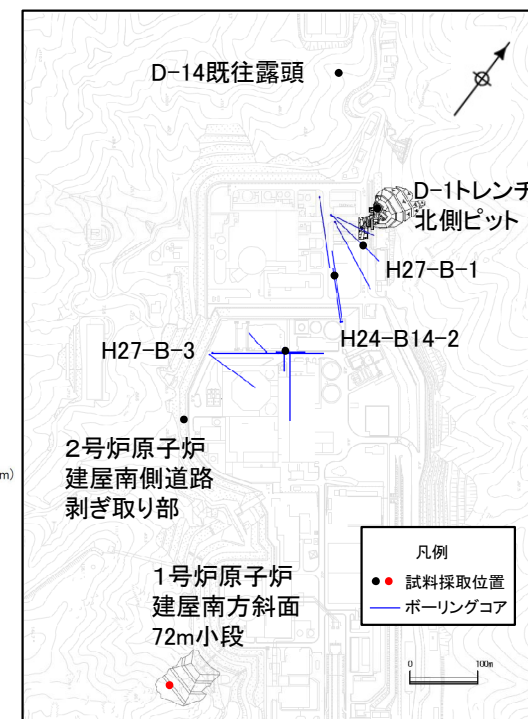 D-14既往露頭
D-1トレンチ
北側ピット
H27-B-1
H24-B14-2
H27-B-3
m)
2号炉原子炉
建屋南側道路
剥ぎ取り部
1号炉原子炉
建屋南方斜面
72m小段
凡例
試料採取位置
ボーリングコア
0 100m